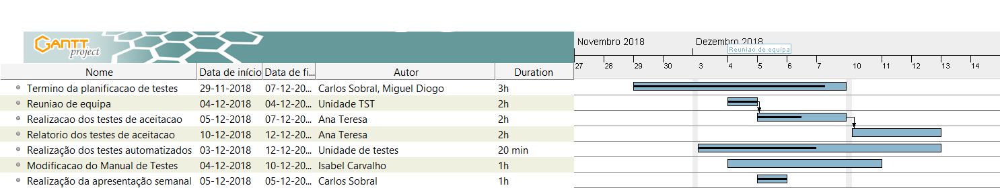 GANTT
project
Novembro 2018 Dezembro 2018
Reuniao de equipa
27 28 29 30 3 4 5 6 7 10 11 12 13 14
Nome Data de início Data de fi... Autor Duration
Termino da planificacao de testes 29-11-2018 07-12-20... Carlos Sobral, Miguel Diogo 3h
Reuniao de equipa 04-12-2018 04-12-20... Unidade TST 2h
Realizacao dos testes de aceitacao 05-12-2018 07-12-20... Ana Teresa 2h
Relatorio dos testes de aceitacao 10-12-2018 12-12-20... Ana Teresa 2h
Realização dos testes automatizados 03-12-2018 12-12-20... Unidade de testes 20 min
Modificacao do Manual de Testes 04-12-2018 10-12-20... Isabel Carvalho 1h
Realização da apresentação semanal 05-12-2018 05-12-20... Carlos Sobral 1h